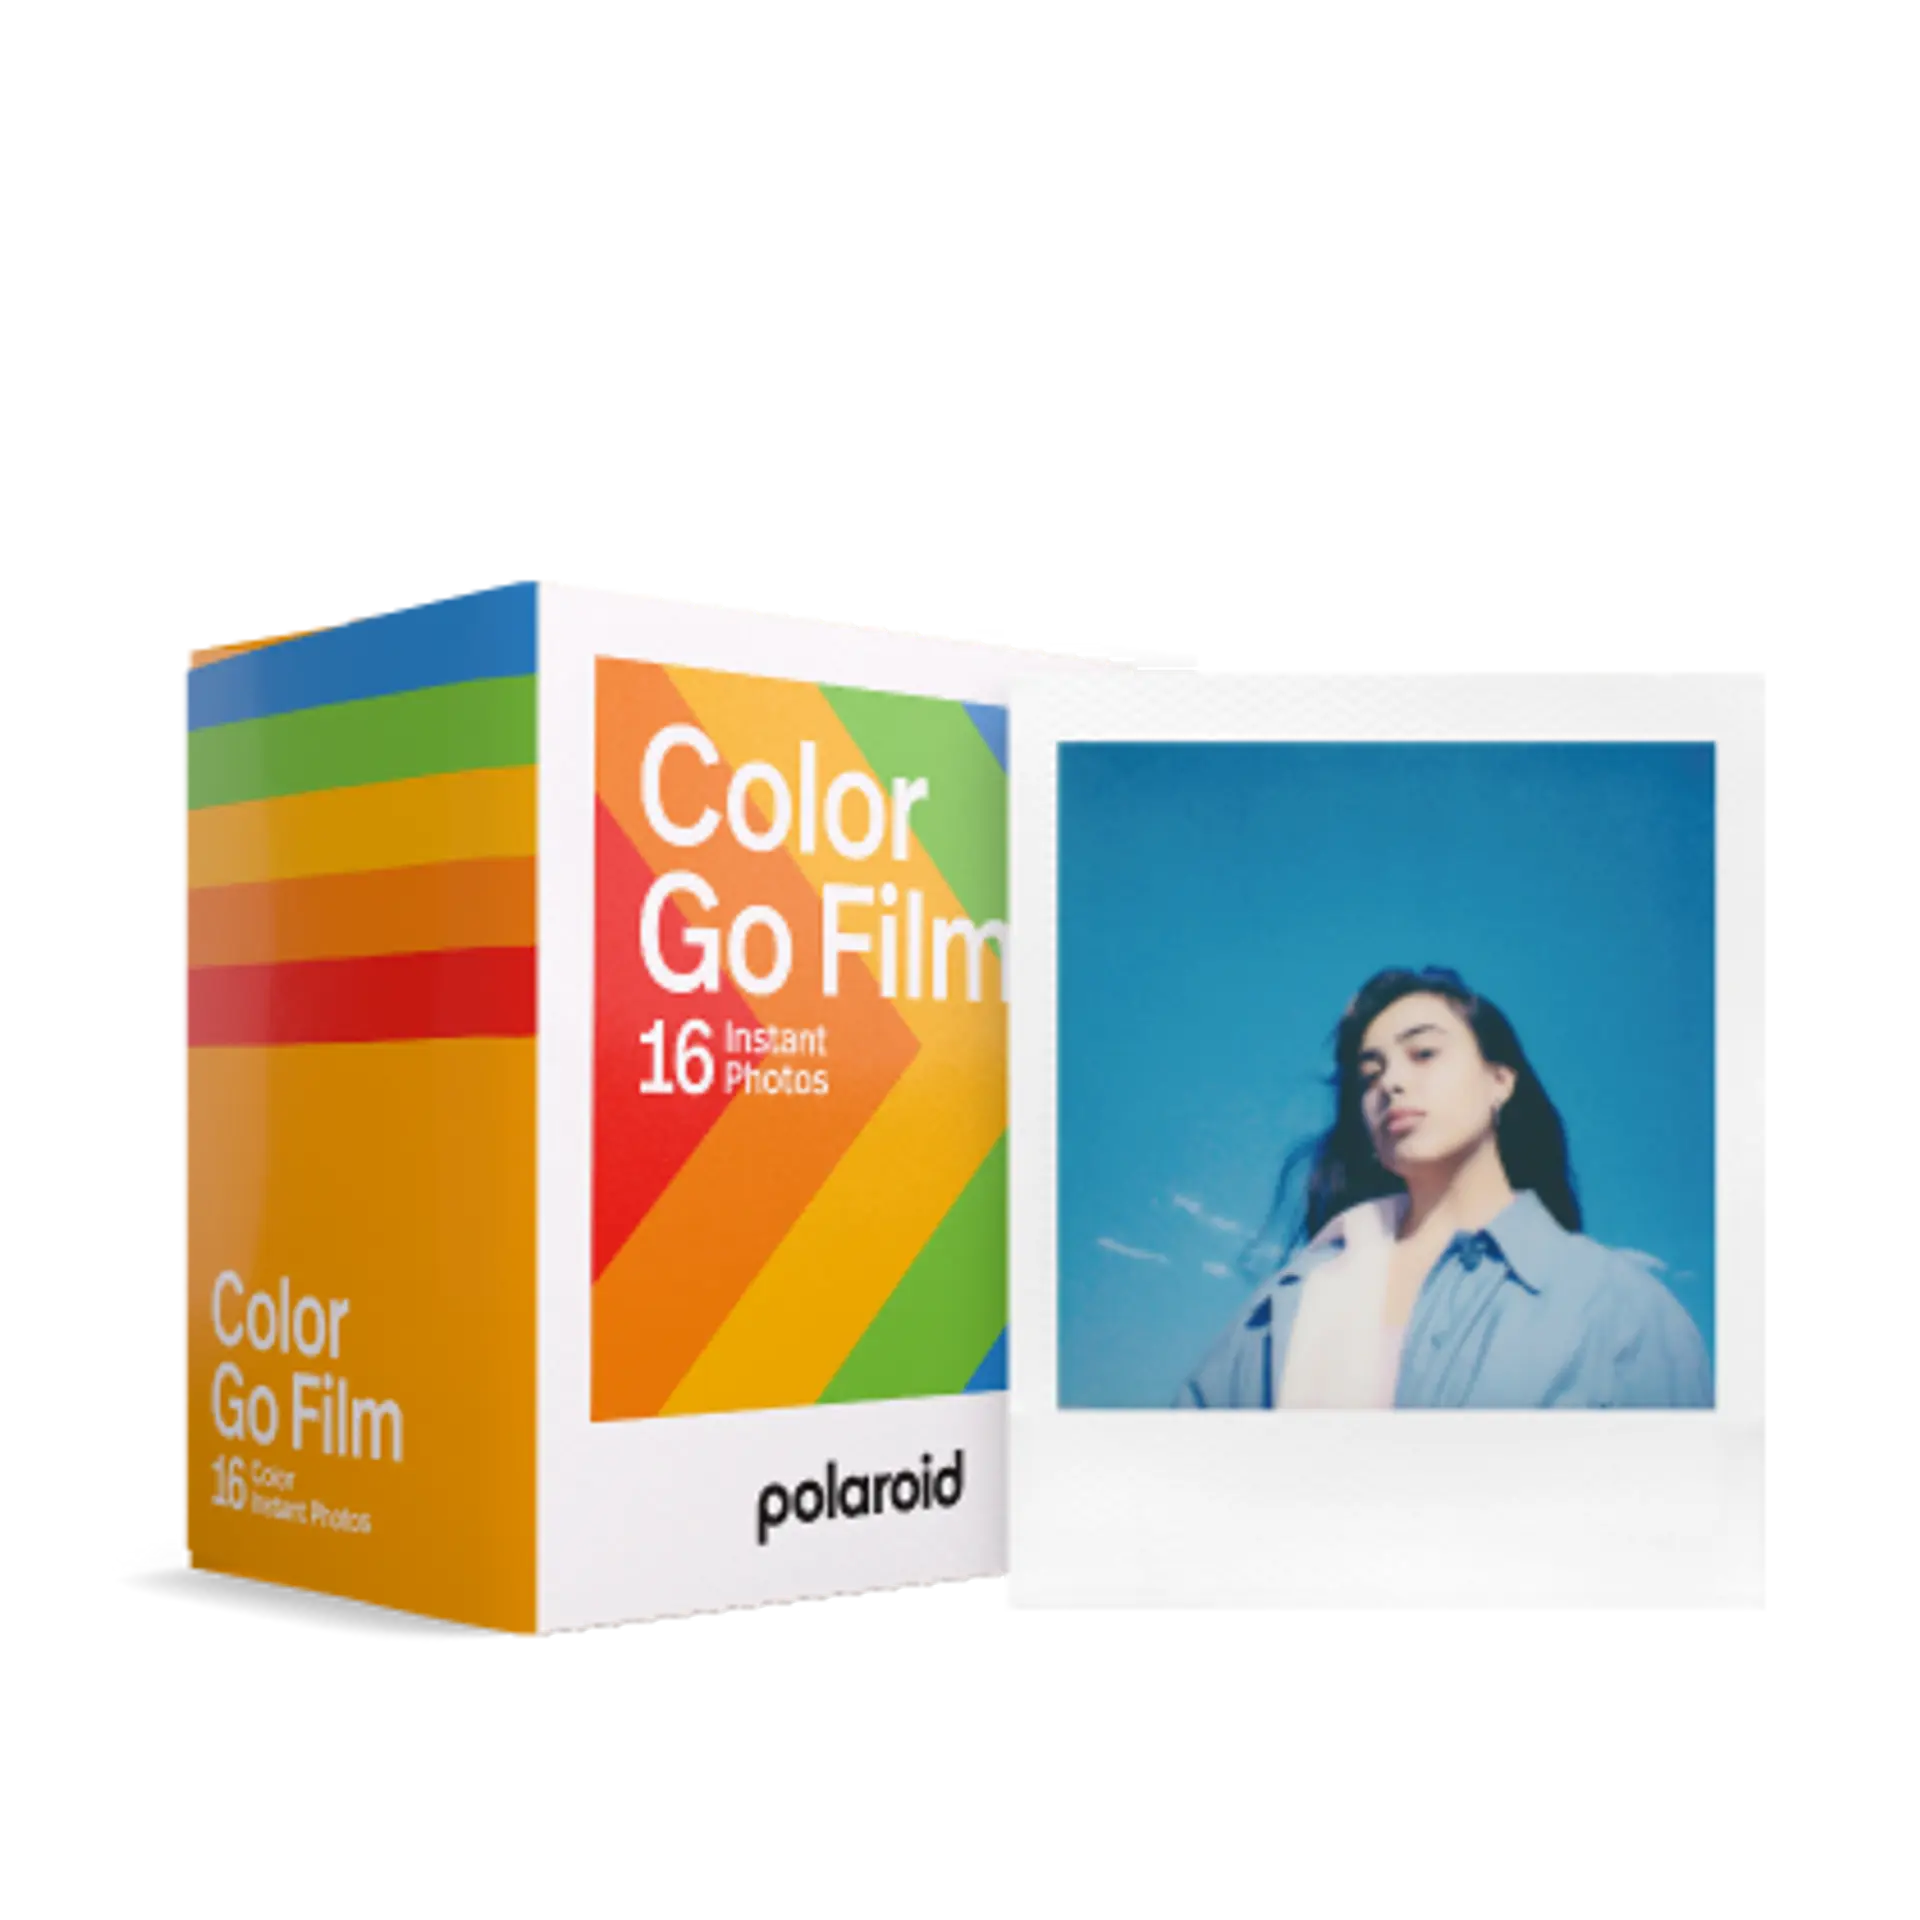 Color
Go Film
16 Instant
Photos
polaroid
Color
Go Film
16 Color
Instant Photos